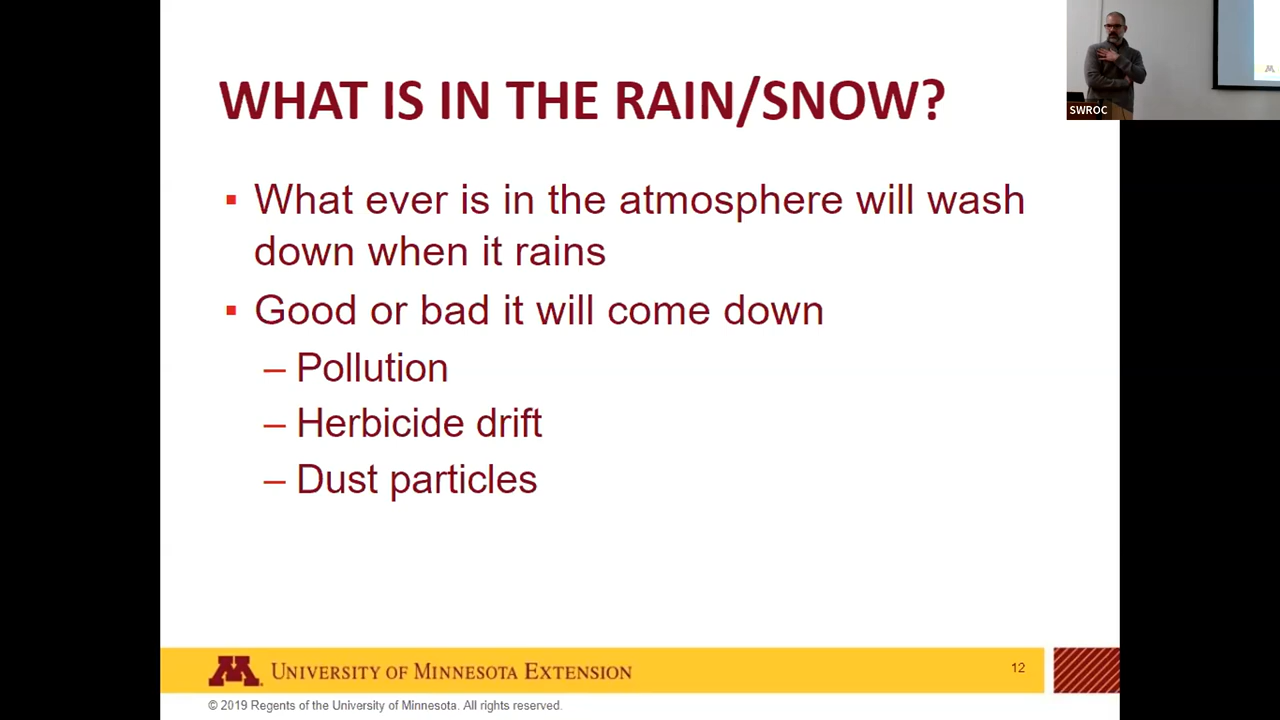 WHAT IS IN THE RAIN/SNOW?
SWROC
▪ What ever is in the atmosphere will wash
down when it rains
▪ Good or bad it will come down
– Pollution
– Herbicide drift
– Dust particles
M
UNIVERSITY OF MINNESOTA EXTENSION
12
© 2019 Regents of the University of Minnesota. All rights reserved.